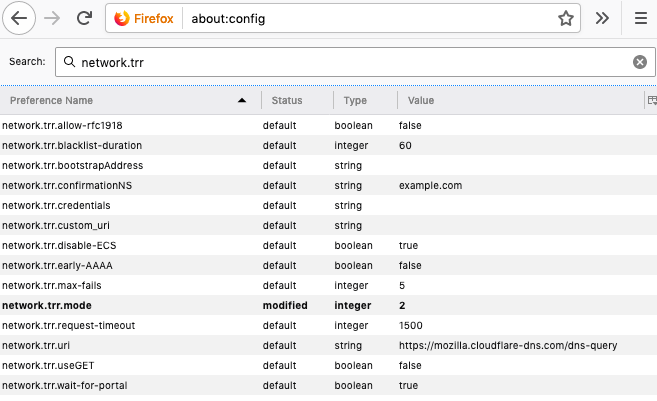 Firefox about:config
Search: network.trr
Preference Name Status Type Value
network.trr.allow-rfc1918 default boolean false
network.trr.blacklist-duration default integer 60
network.trr.bootstrapAddress default string
network.trr.confirmationNS default string example.com
network.trr.credentials default string
network.trr.custom_uri default string
network.trr.disable-ECS default boolean true
network.trr.early-AAAA default boolean false
network.trr.max-fails default integer 5
network.trr.mode modified integer 2
network.trr.request-timeout default integer 1500
network.trr.uri default string https://mozilla.cloudflare-dns.com/dns-query
network.trr.useGET default boolean false
network.trr.wait-for-portal default boolean true